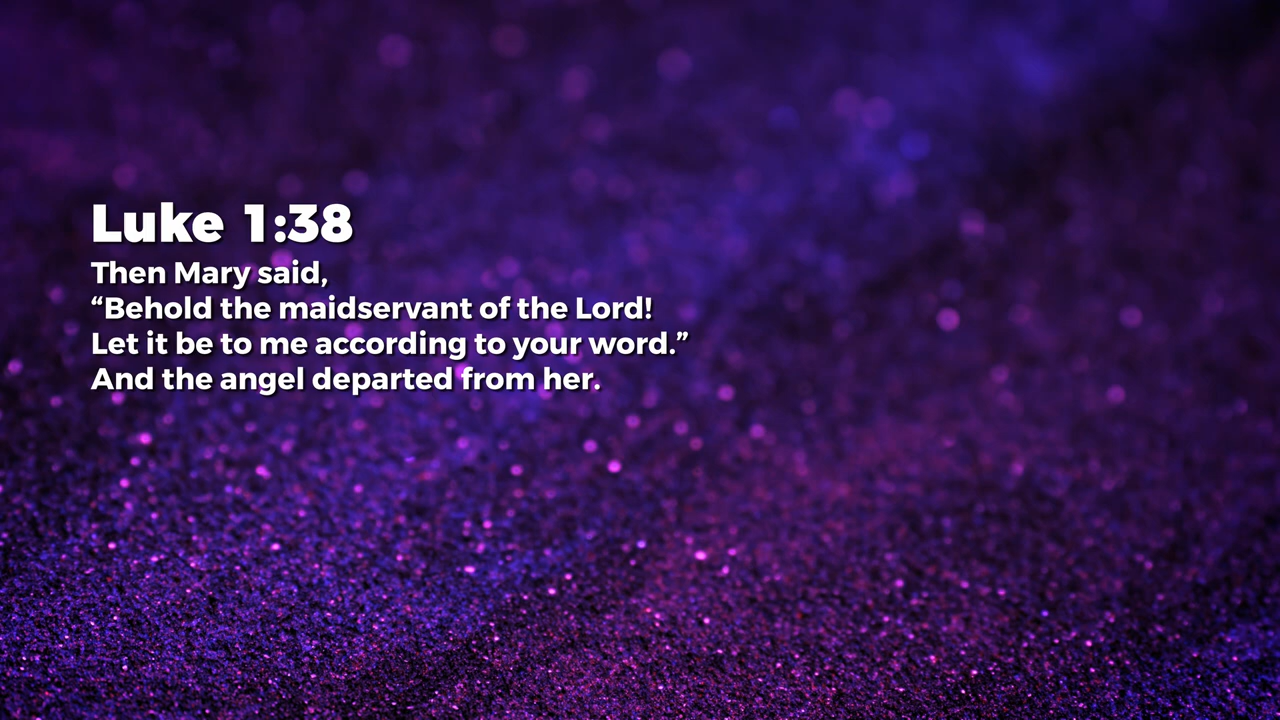 Luke 1:38
Then Mary said,
“Behold the maidservant of the Lord!
Let it be to me according to your word.”
And the angel departed from her.